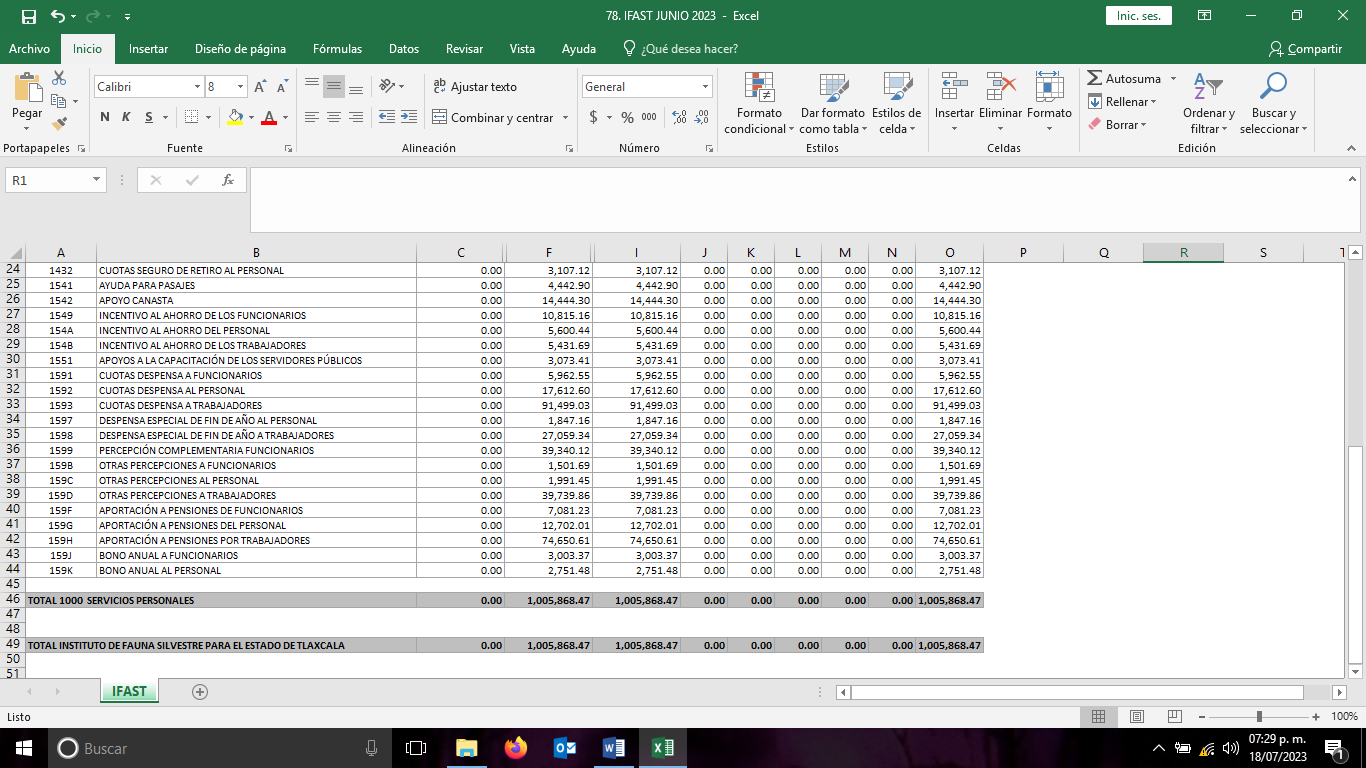 78. IFAST JUNIO 2023 - Excel
Inic. ses.
Archivo Inicio Insertar Diseño de página Fórmulas Datos Revisar Vista Ayuda ¿Qué desea hacer? Compartir
Pegar
Calibri 8
N K S
Ajustar texto
Combinar y centrar
General
$ % 000
Formato condicional
Dar formato como tabla
Estilos de celda
Insertar Eliminar Formato
Autosuma
Rellenar
Borrar
Ordenar y filtrar
Buscar y seleccionar
Portapapeles Fuente Alineación Número Estilos Celdas Edición
R1 fx
A B C F I J K L M N O P Q R S T
24 1432 CUOTAS SEGURO DE RETIRO AL PERSONAL 0.00 3,107.12 3,107.12 0.00 0.00 0.00 0.00 0.00 3,107.12
25 1541 AYUDA PARA PASAJES 0.00 4,442.90 4,442.90 0.00 0.00 0.00 0.00 0.00 4,442.90
26 1542 APOYO CANASTA 0.00 14,444.30 14,444.30 0.00 0.00 0.00 0.00 0.00 14,444.30
27 1549 INCENTIVO AL AHORRO DE LOS FUNCIONARIOS 0.00 10,815.16 10,815.16 0.00 0.00 0.00 0.00 0.00 10,815.16
28 154A INCENTIVO AL AHORRO DEL PERSONAL 0.00 5,600.44 5,600.44 0.00 0.00 0.00 0.00 0.00 5,600.44
29 154B INCENTIVO AL AHORRO DE LOS TRABAJADORES 0.00 5,431.69 5,431.69 0.00 0.00 0.00 0.00 0.00 5,431.69
30 1551 APOYOS A LA CAPACITACIÓN DE LOS SERVIDORES PÚBLICOS 0.00 3,073.41 3,073.41 0.00 0.00 0.00 0.00 0.00 3,073.41
31 1591 CUOTAS DESPENSA A FUNCIONARIOS 0.00 5,962.55 5,962.55 0.00 0.00 0.00 0.00 0.00 5,962.55
32 1592 CUOTAS DESPENSA AL PERSONAL 0.00 17,612.60 17,612.60 0.00 0.00 0.00 0.00 0.00 17,612.60
33 1593 CUOTAS DESPENSA A TRABAJADORES 0.00 91,499.03 91,499.03 0.00 0.00 0.00 0.00 0.00 91,499.03
34 1597 DESPENSA ESPECIAL DE FIN DE AÑO AL PERSONAL 0.00 1,847.16 1,847.16 0.00 0.00 0.00 0.00 0.00 1,847.16
35 1598 DESPENSA ESPECIAL DE FIN DE AÑO A TRABAJADORES 0.00 27,059.34 27,059.34 0.00 0.00 0.00 0.00 0.00 27,059.34
36 1599 PERCEPCIÓN COMPLEMENTARIA FUNCIONARIOS 0.00 39,340.12 39,340.12 0.00 0.00 0.00 0.00 0.00 39,340.12
37 159B OTRAS PERCEPCIONES A FUNCIONARIOS 0.00 1,501.69 1,501.69 0.00 0.00 0.00 0.00 0.00 1,501.69
38 159C OTRAS PERCEPCIONES AL PERSONAL 0.00 1,991.45 1,991.45 0.00 0.00 0.00 0.00 0.00 1,991.45
39 159D OTRAS PERCEPCIONES A TRABAJADORES 0.00 39,739.86 39,739.86 0.00 0.00 0.00 0.00 0.00 39,739.86
40 159F APORTACIÓN A PENSIONES DE FUNCIONARIOS 0.00 7,081.23 7,081.23 0.00 0.00 0.00 0.00 0.00 7,081.23
41 159G APORTACIÓN A PENSIONES DEL PERSONAL 0.00 12,702.01 12,702.01 0.00 0.00 0.00 0.00 0.00 12,702.01
42 159H APORTACIÓN A PENSIONES POR TRABAJADORES 0.00 74,650.61 74,650.61 0.00 0.00 0.00 0.00 0.00 74,650.61
43 159J BONO ANUAL A FUNCIONARIOS 0.00 3,003.37 3,003.37 0.00 0.00 0.00 0.00 0.00 3,003.37
44 159K BONO ANUAL AL PERSONAL 0.00 2,751.48 2,751.48 0.00 0.00 0.00 0.00 0.00 2,751.48
45
46 TOTAL 1000 SERVICIOS PERSONALES 0.00 1,005,868.47 1,005,868.47 0.00 0.00 0.00 0.00 0.00 1,005,868.47
47
48
49 TOTAL INSTITUTO DE FAUNA SILVESTRE PARA EL ESTADO DE TLAXCALA 0.00 1,005,868.47 1,005,868.47 0.00 0.00 0.00 0.00 0.00 1,005,868.47
50
51
IFAST
Listo 100%
Buscar
07:29 p. m.
18/07/2023
1